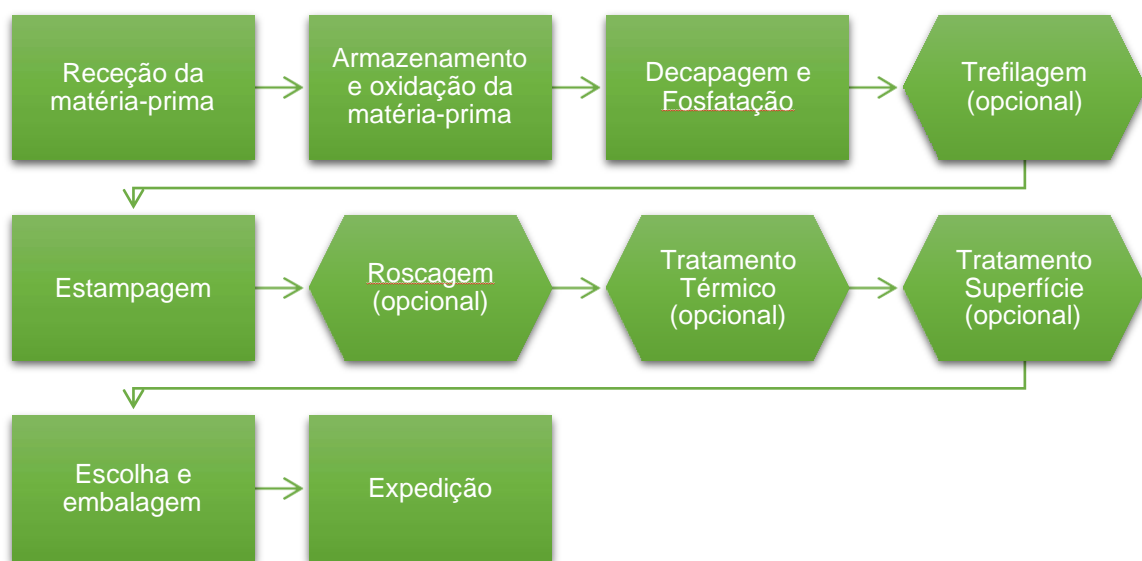 Receção da
matéria-prima
Armazenamento
e oxidação da
matéria-prima
Decapagem e
Fosfatação
Trefilagem
(opcional)
Estampagem
Roscagem
(opcional)
Tratamento
Térmico
(opcional)
Tratamento
Superfície
(opcional)
Escolha e
embalagem
Expedição